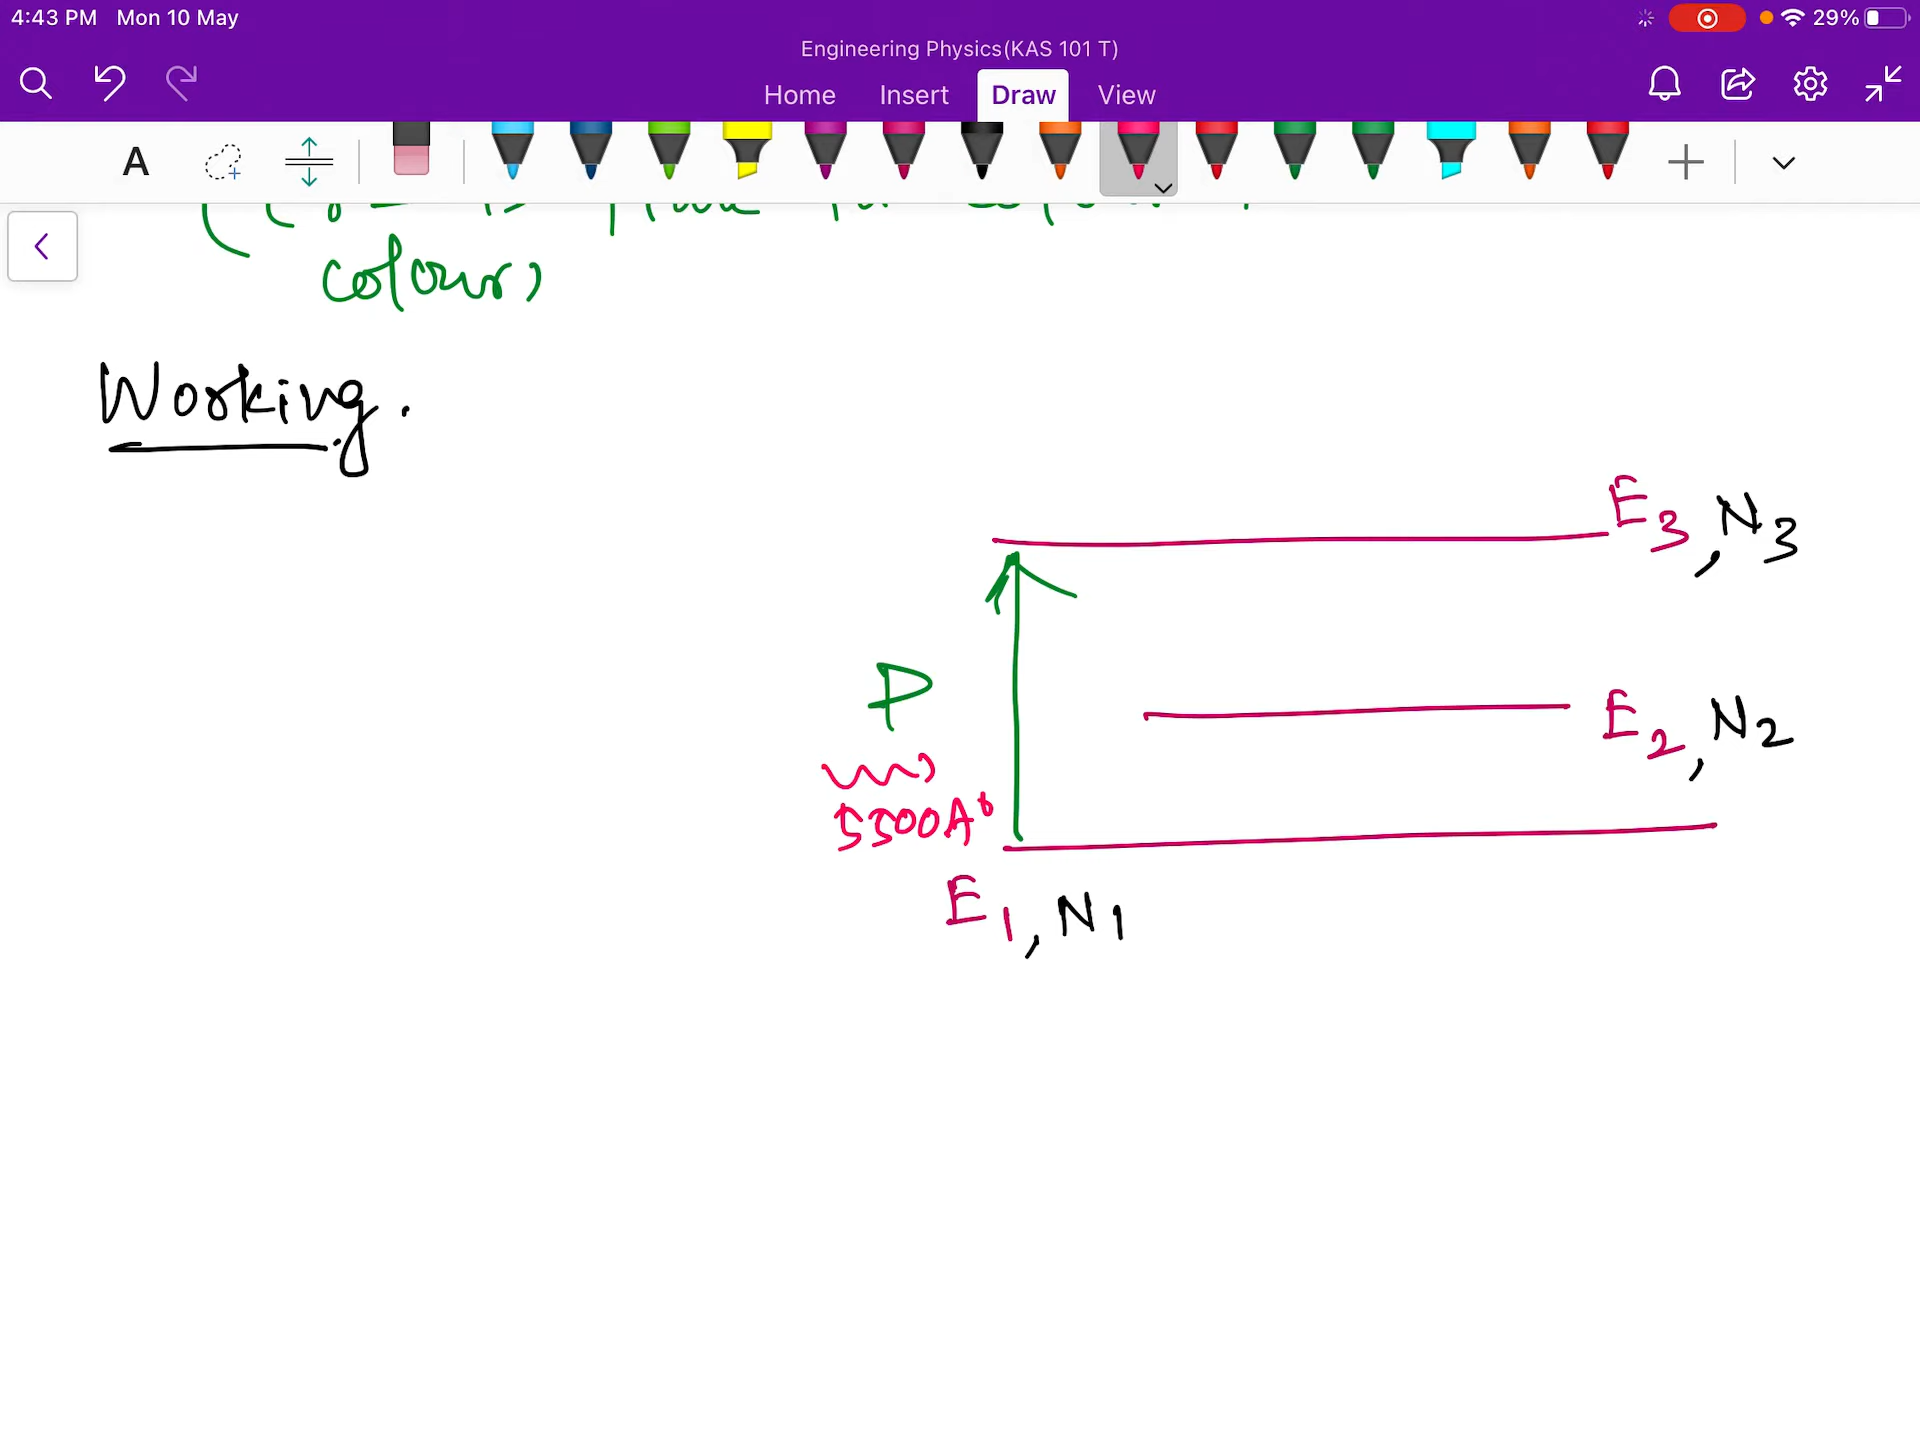 4:43 PM Mon 10 May
29%
Engineering Physics(KAS 101 T)
Home Insert Draw View
A
colour)
Working.
E3, N3
P
E2, N2
5500A°
E1, N1